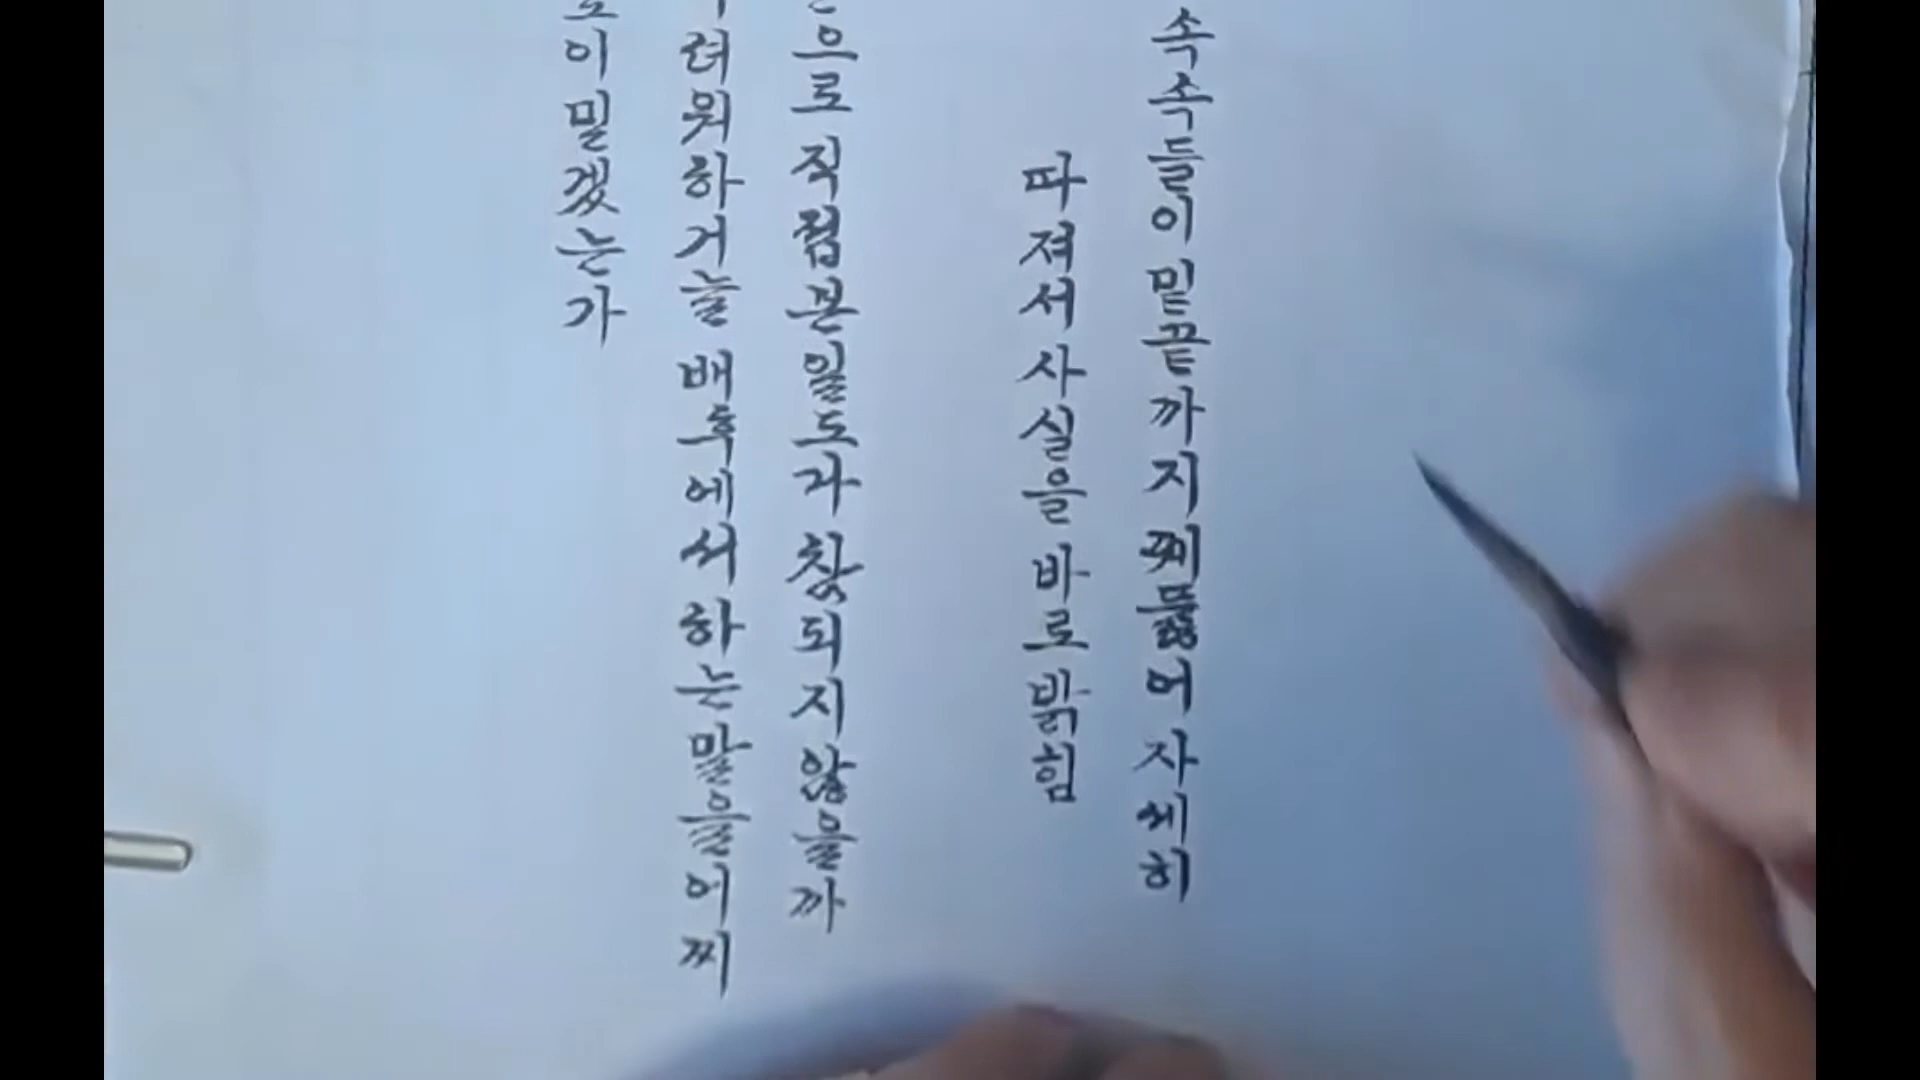 속속들이 밑끝까지 꿰뚫어 자세히
따져서 사실을 바로 밝힘
으로 직접 본 일도 다 참되지 않을까
려워하거늘 배후에서 하는 말을 어찌
이 믿겠는가